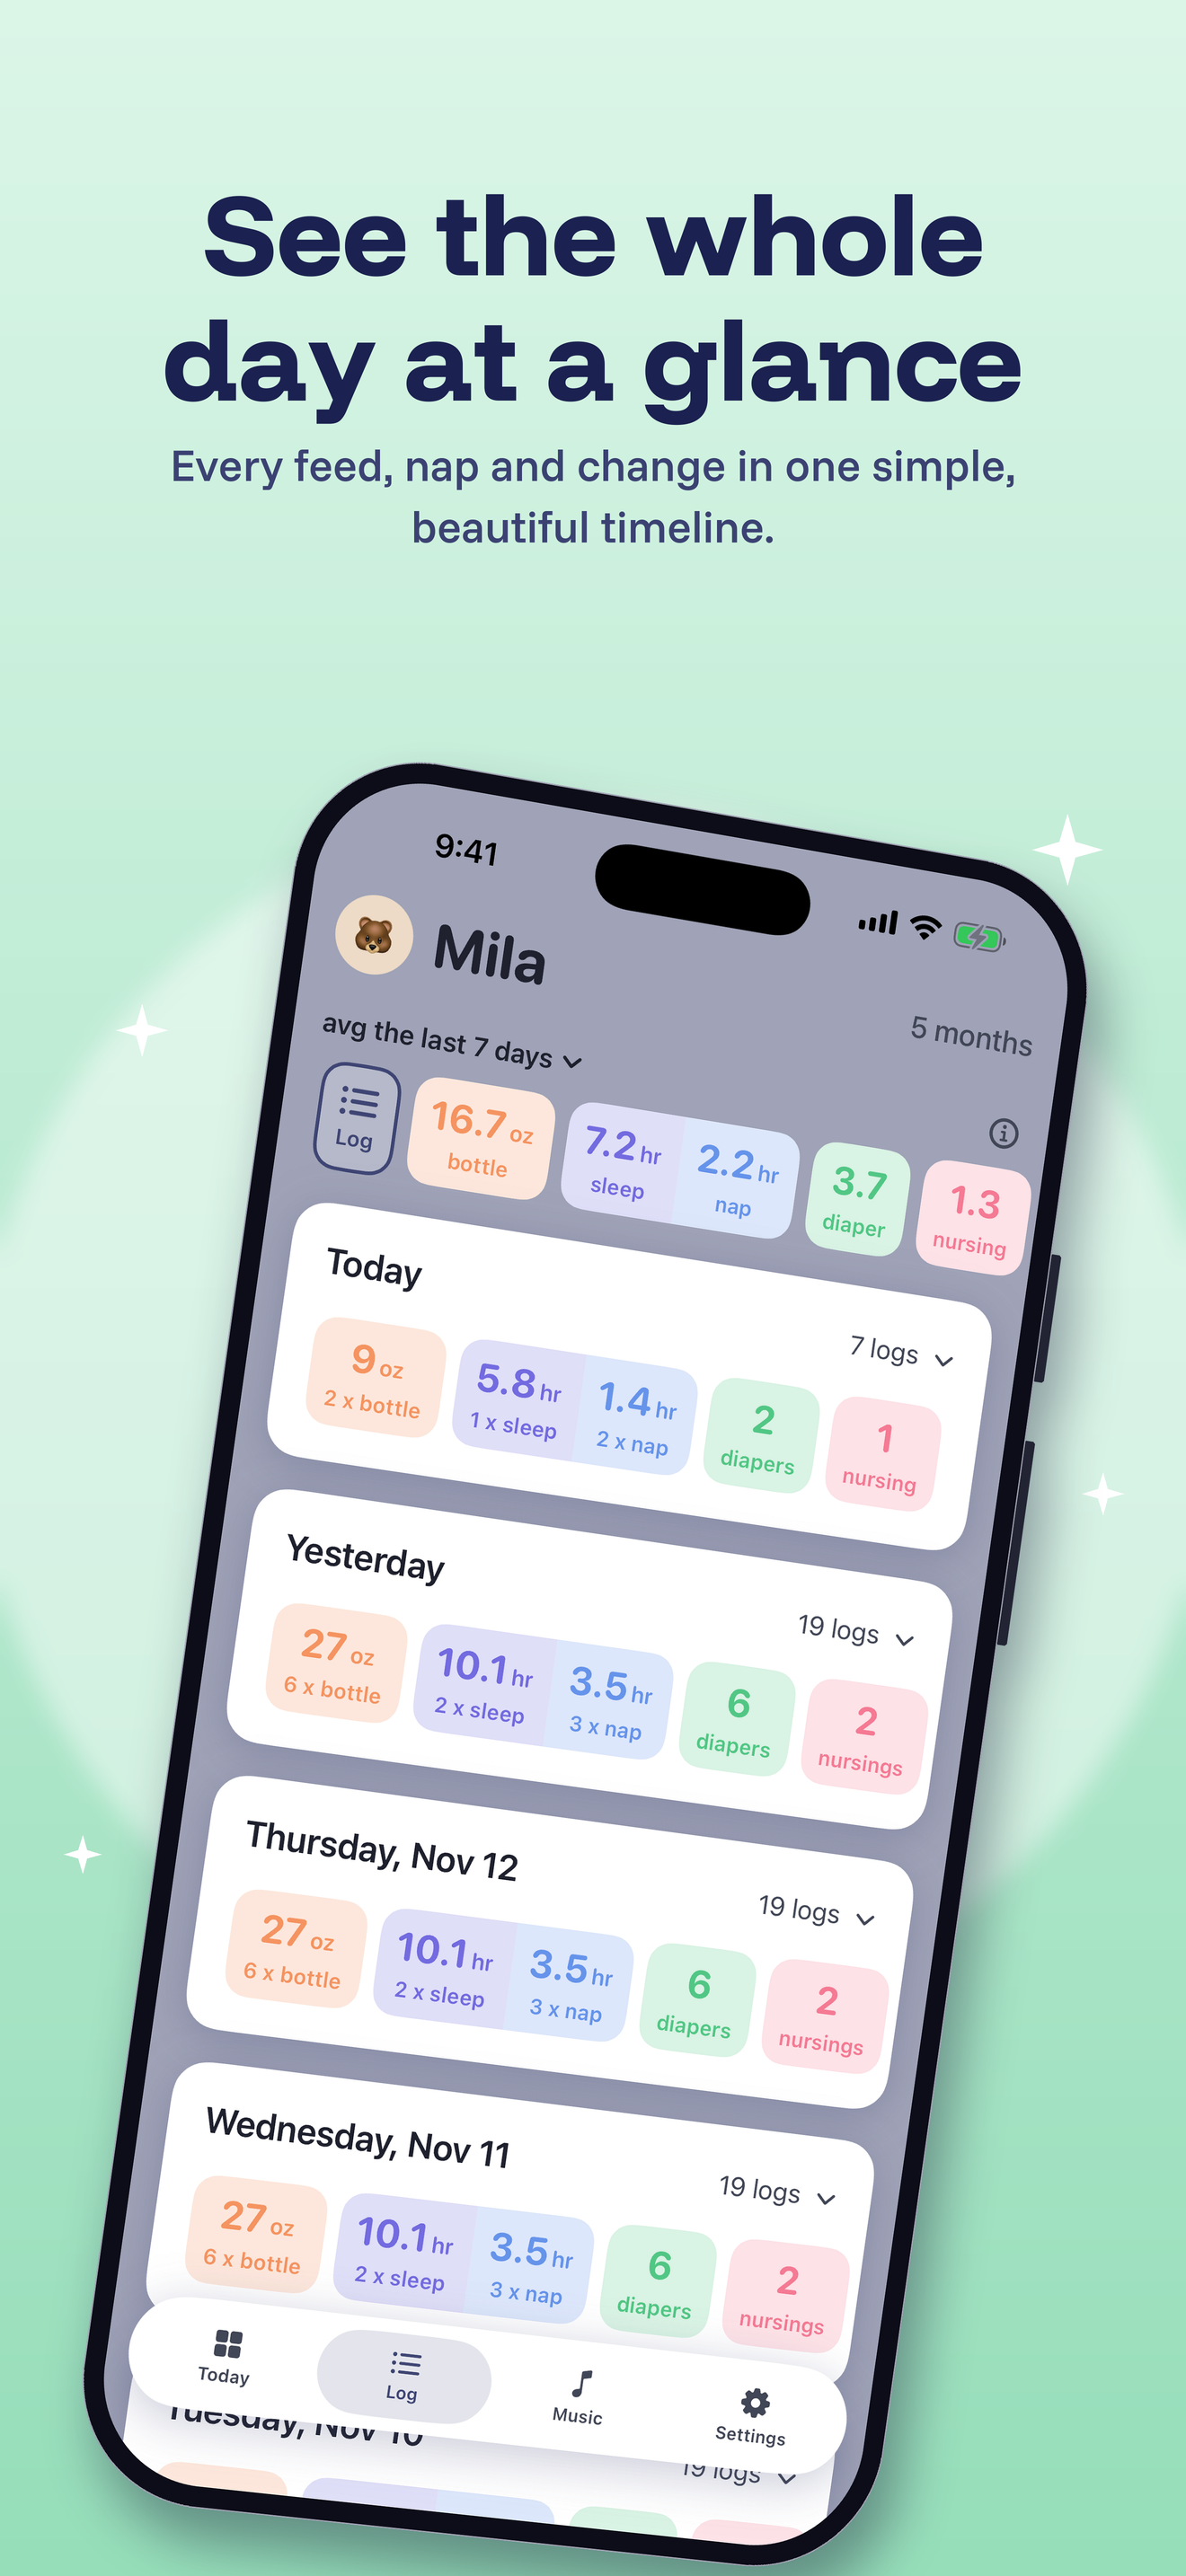 See the whole
day at a glance
Every feed, nap and change in one simple,
beautiful timeline.
9:41
Mila
5 months
avg the last 7 days
Log
16.7 oz
bottle
7.2 hr
sleep
2.2 hr
nap
3.7
diaper
1.3
nursing
Today
7 logs
9 oz
2 x bottle
5.8 hr
1 x sleep
1.4 hr
2 x nap
2
diapers
1
nursing
Yesterday
19 logs
27 oz
6 x bottle
10.1 hr
2 x sleep
3.5 hr
3 x nap
6
diapers
2
nursings
Thursday, Nov 12
19 logs
27 oz
6 x bottle
10.1 hr
2 x sleep
3.5 hr
3 x nap
6
diapers
2
nursings
Wednesday, Nov 11
19 logs
27 oz
6 x bottle
10.1 hr
2 x sleep
3.5 hr
3 x nap
6
diapers
2
nursings
Today
Log
Music
Settings
Tuesday, Nov 10
19 logs